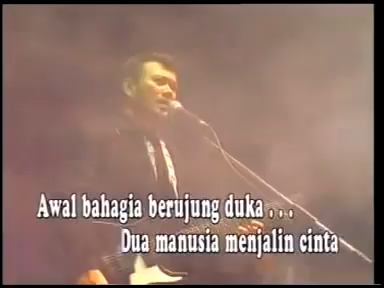 Awal bahagia berujung duka . . .
Dua manusia menjalin cinta